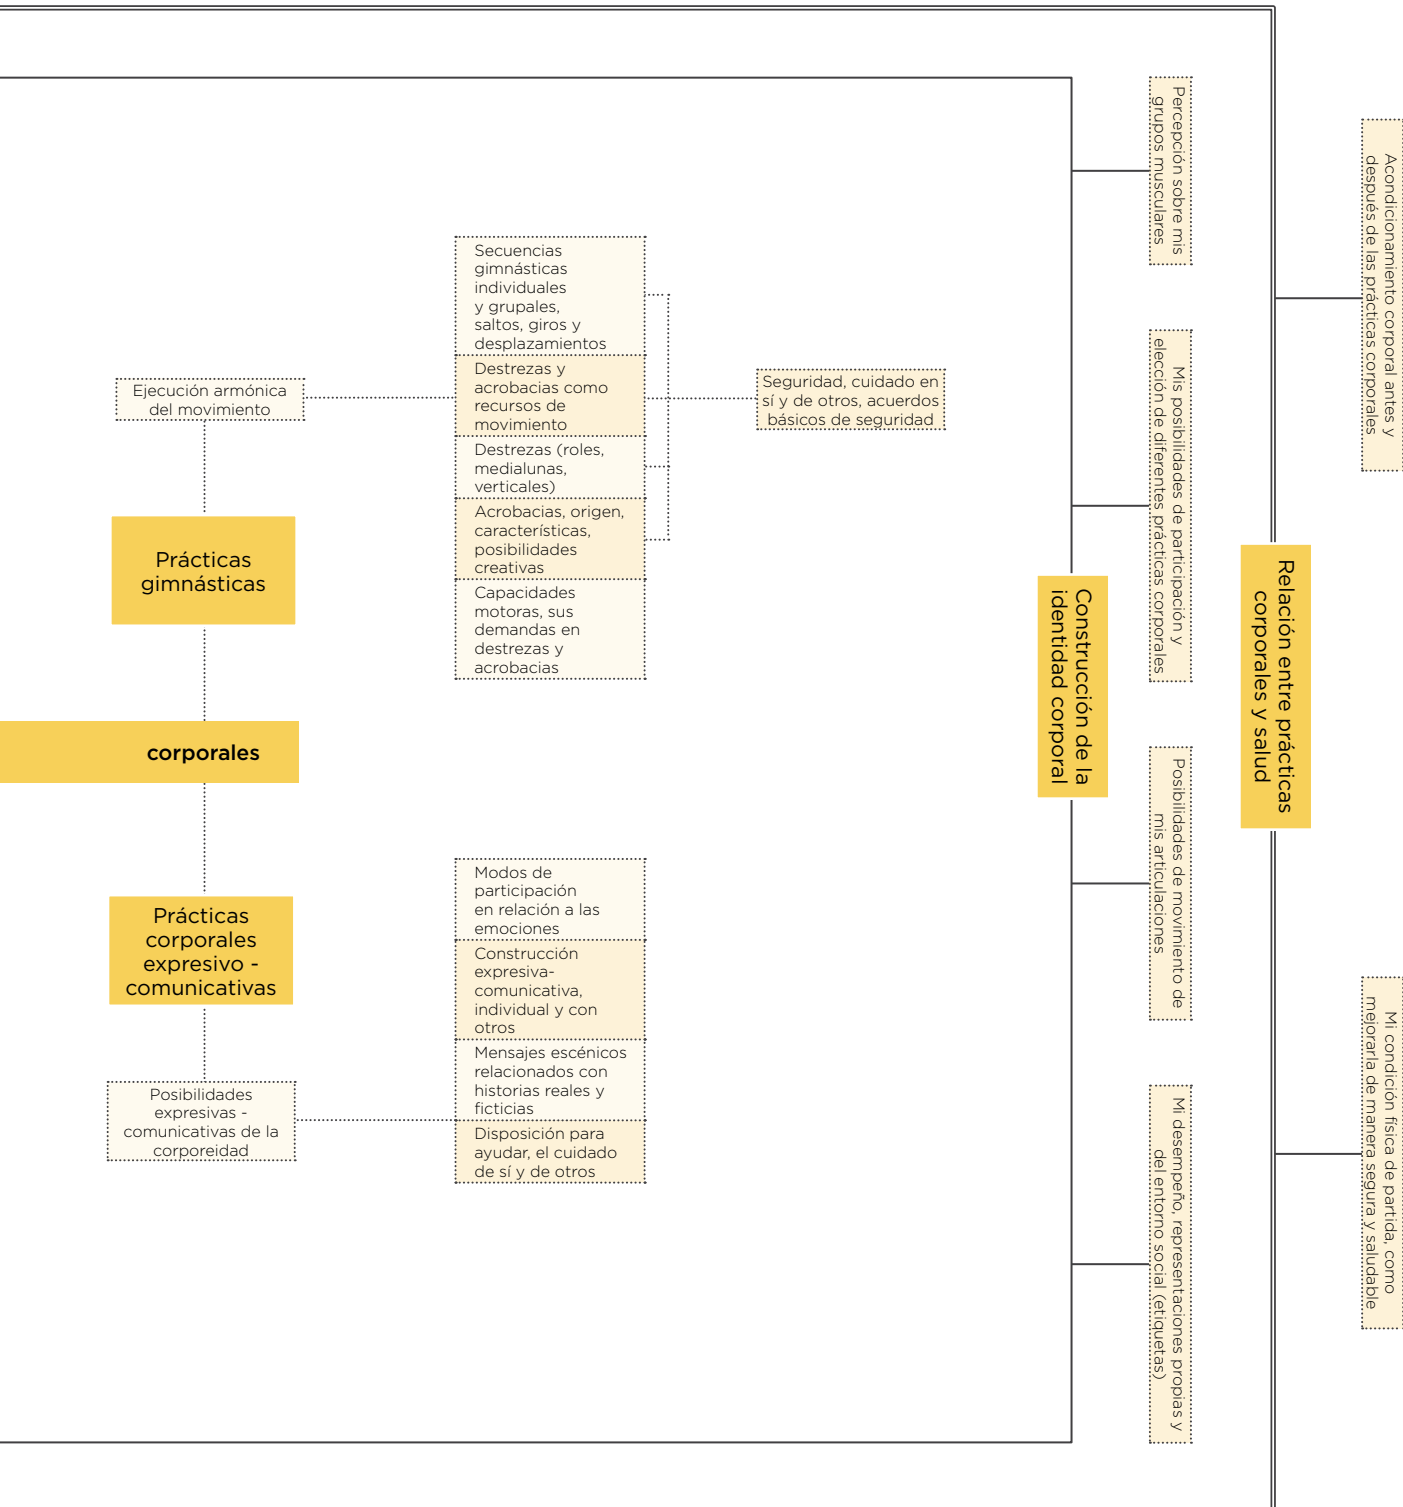 Secuencias
gimnásticas
individuales
y grupales,
saltos, giros y
desplazamientos
Destrezas y
acrobacias como
recursos de
movimiento
Destrezas (roles,
medialunas,
verticales)
Acrobacias, origen,
características,
posibilidades
creativas
Capacidades
motoras, sus
demandas en
destrezas y
acrobacias
Ejecución armónica
del movimiento
Seguridad, cuidado en
sí y de otros, acuerdos
básicos de seguridad
Prácticas
gimnásticas
corporales
Prácticas
corporales
expresivo -
comunicativas
Posibilidades
expresivas -
comunicativas de la
corporeidad
Modos de
participación
en relación a las
emociones
Construcción
expresiva-
comunicativa,
individual y con
otros
Mensajes escénicos
relacionados con
historias reales y
ficticias
Disposición para
ayudar, el cuidado
de sí y de otros
Construcción de la
identidad corporal
Percepción sobre mis
grupos musculares
Mis posibilidades de participación y
elección de diferentes prácticas corporales
Posibilidades de movimiento de
mis articulaciones
Mi desempeño, representaciones propias y
del entorno social (etiquetas)
Relación entre prácticas
corporales y salud
Acondicionamiento corporal antes y
después de las prácticas corporales
Mi condición física de partida, como
mejorarla de manera segura y saludable